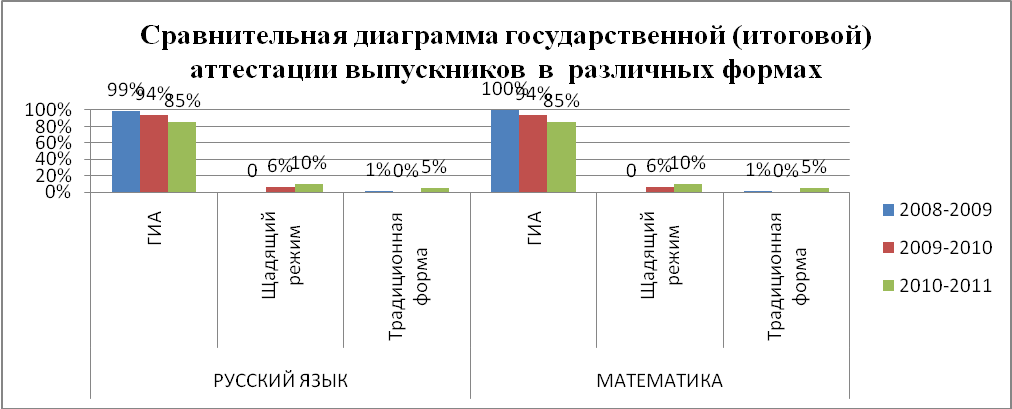 Сравнительная диаграмма государственной (итоговой)
аттестации выпускников в различных формах
99%
94%
85%
100%
94%
85%
100%
80%
60%
40%
20%
0%
0
6%
10%
1%
0%
5%
0
6%
10%
1%
0%
5%
ГИА
Щадящий
режим
Традиционная
форма
ГИА
Щадящий
режим
Традиционная
форма
РУССКИЙ ЯЗЫК
МАТЕМАТИКА
2008-2009
2009-2010
2010-2011